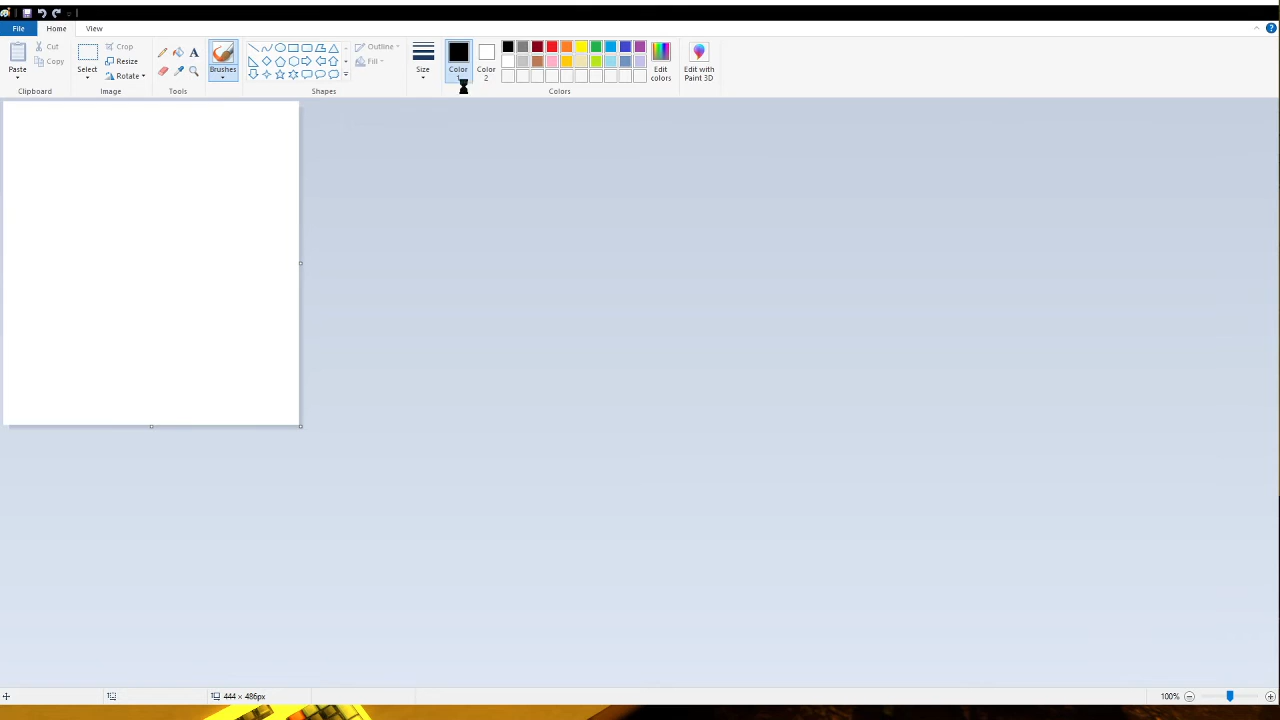 File Home View
Cut Crop Outline
Copy Resize Fill
Paste Select Rotate Brushes Size Color 1 Color 2 Edit colors Edit with Paint 3D
Clipboard Image Tools Shapes Colors
444 × 486px 100%